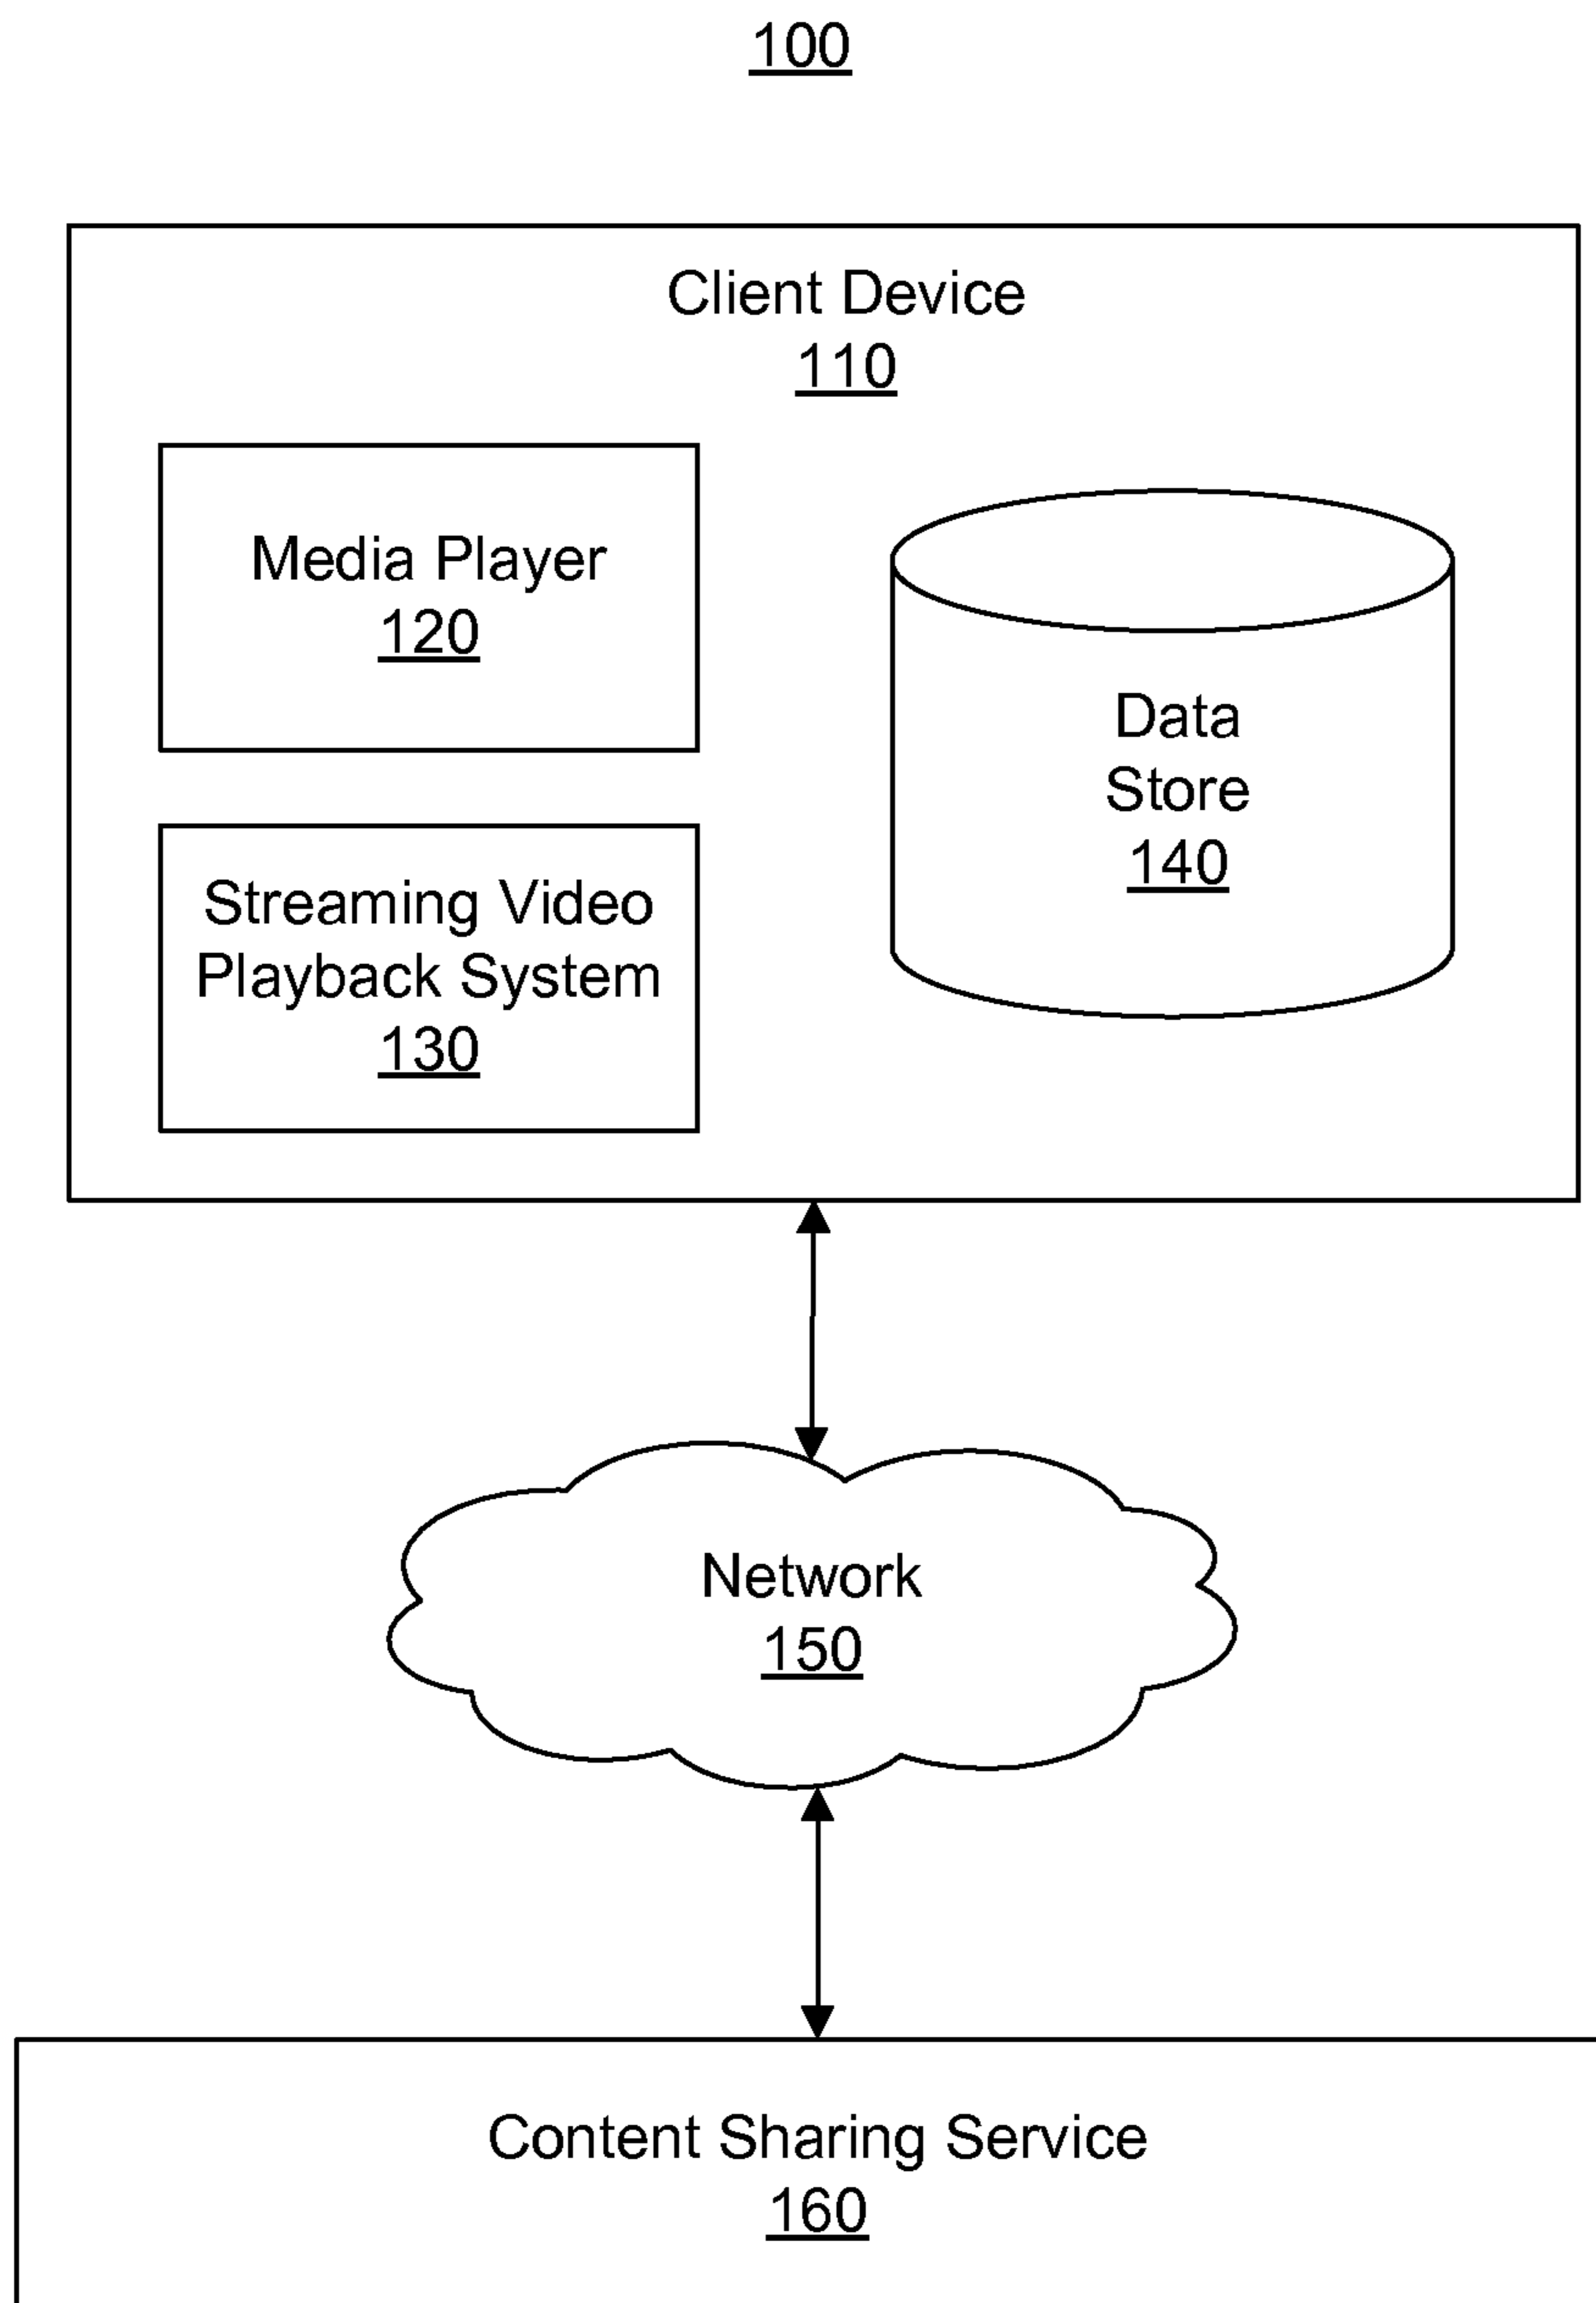 100
Client Device
110
Media Player
120
Data
Store
140
Streaming Video
Playback System
130
Network
150
Content Sharing Service
160